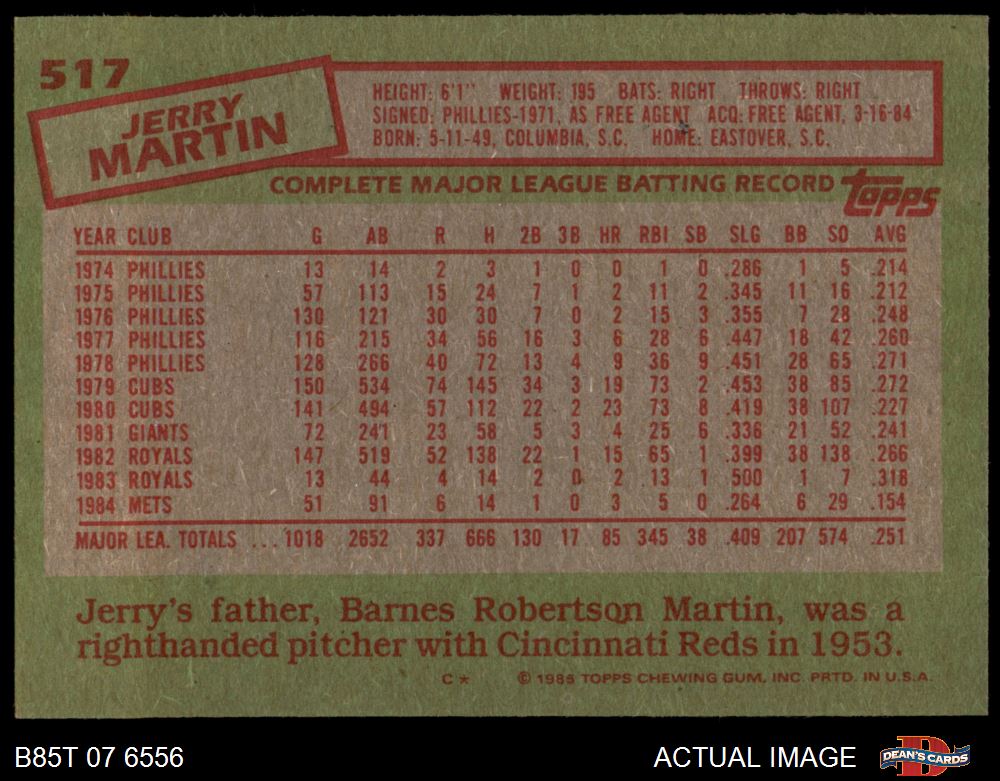 517
JERRY
MARTIN
HEIGHT: 6'1" WEIGHT: 195 BATS: RIGHT THROWS: RIGHT
SIGNED: PHILLIES-1971, AS FREE AGENT ACQ: FREE AGENT, 3-16-84
BORN: 5-11-49, COLUMBIA, S.C. HOME: EASTOVER, S.C.
COMPLETE MAJOR LEAGUE BATTING RECORD topps
YEAR CLUB G AB R H 2B 3B HR RBI SB SLG BB SO AVG
1974 PHILLIES 13 14 2 3 1 0 0 1 0 .286 1 5 .214
1975 PHILLIES 57 113 15 24 7 1 2 11 2 .345 11 16 .212
1976 PHILLIES 130 121 30 30 7 0 2 15 3 .355 7 28 .248
1977 PHILLIES 116 215 34 56 16 3 6 28 6 .447 18 42 .260
1978 PHILLIES 128 266 40 72 13 4 9 36 9 .451 28 65 .271
1979 CUBS 150 534 74 145 34 3 19 73 2 .453 38 85 .272
1980 CUBS 141 494 57 112 22 2 23 73 8 .419 38 107 .227
1981 GIANTS 72 241 23 58 5 3 4 25 6 .336 21 52 .241
1982 ROYALS 147 519 52 138 22 1 15 65 1 .399 38 138 .266
1983 ROYALS 13 44 4 14 2 0 2 13 1 .500 1 7 .318
1984 METS 51 91 6 14 1 0 3 5 0 .264 6 29 .154
MAJOR LEA. TOTALS ... 1018 2652 337 666 130 17 85 345 38 .409 207 574 .251
Jerry's father, Barnes Robertson Martin, was a
righthanded pitcher with Cincinnati Reds in 1953.
C * © 1985 TOPPS CHEWING GUM, INC. PRTD. IN U.S.A.
B85T 07 6556 ACTUAL IMAGE DEAN'S CARDS